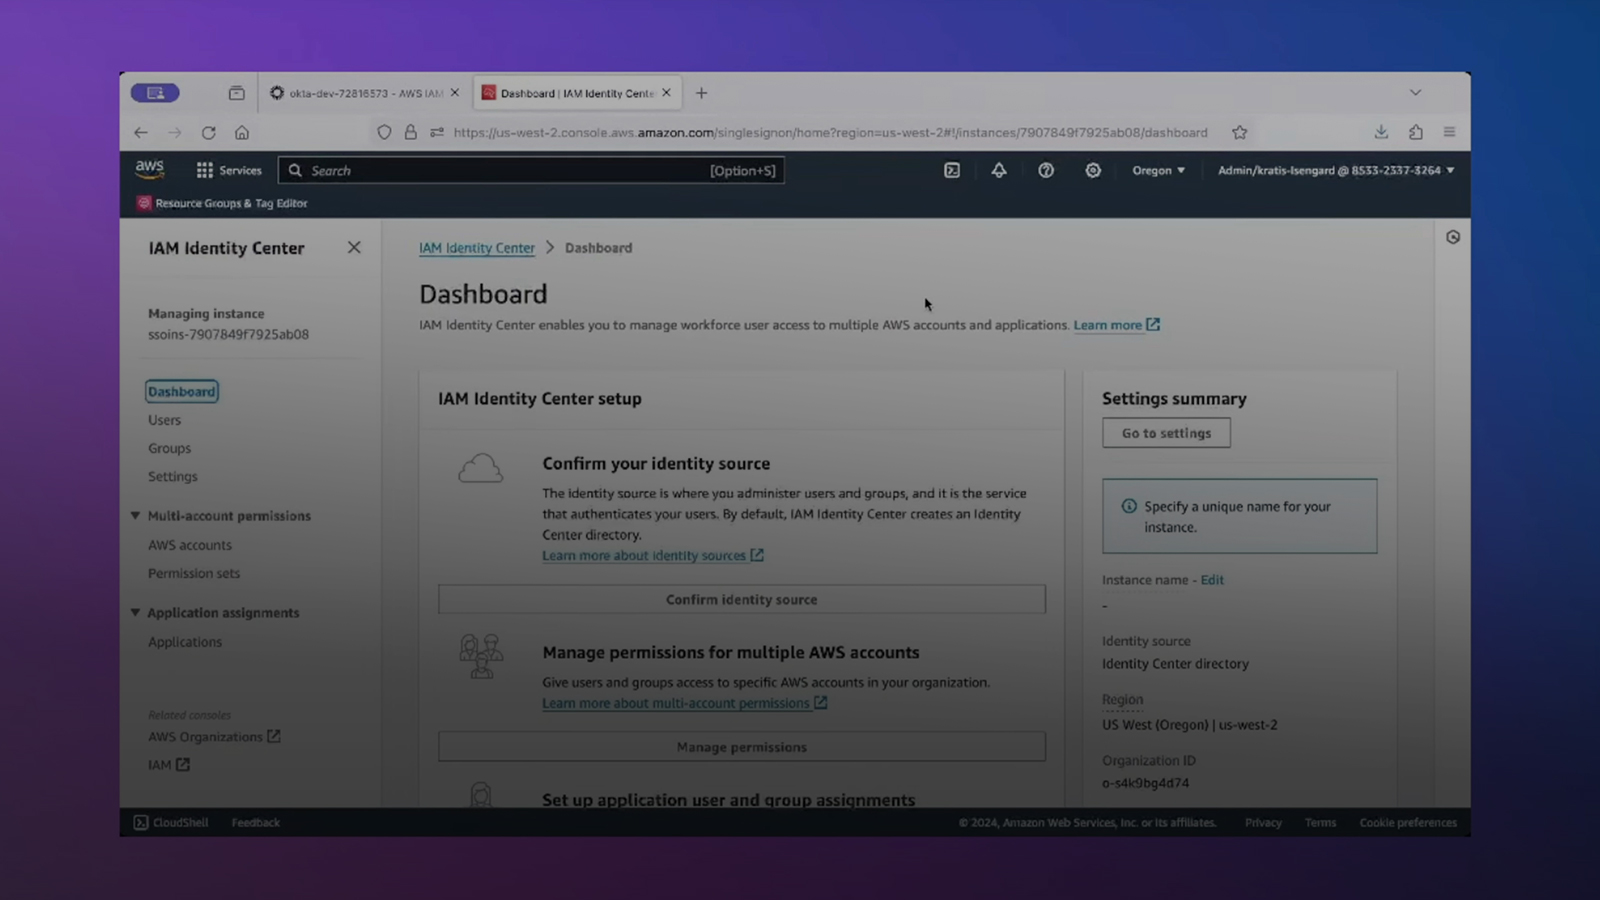 okta-dev-72816573 - AWS IAM
Dashboard | IAM Identity Cente
https://us-west-2.console.aws.amazon.com/singlesignon/home?region=us-west-2#!/instances/7907849f7925ab08/dashboard
aws
Services
Search
[Option+S]
Oregon
Admin/kratis-Isengard @ 8533-2337-3264
Resource Groups & Tag Editor
IAM Identity Center
Managing instance
ssoins-7907849f7925ab08
Dashboard
Users
Groups
Settings
Multi-account permissions
AWS accounts
Permission sets
Application assignments
Applications
Related consoles
AWS Organizations
IAM
IAM Identity Center > Dashboard
Dashboard
IAM Identity Center enables you to manage workforce user access to multiple AWS accounts and applications. Learn more
IAM Identity Center setup
Confirm your identity source
The identity source is where you administer users and groups, and it is the service
that authenticates your users. By default, IAM Identity Center creates an Identity
Center directory.
Learn more about identity sources
Confirm identity source
Manage permissions for multiple AWS accounts
Give users and groups access to specific AWS accounts in your organization.
Learn more about multi-account permissions
Manage permissions
Set up application user and group assignments
Settings summary
Go to settings
Specify a unique name for your
instance.
Instance name - Edit
-
Identity source
Identity Center directory
Region
US West (Oregon) | us-west-2
Organization ID
o-s4k9bg4d74
CloudShell
Feedback
© 2024, Amazon Web Services, Inc. or its affiliates.
Privacy
Terms
Cookie preferences